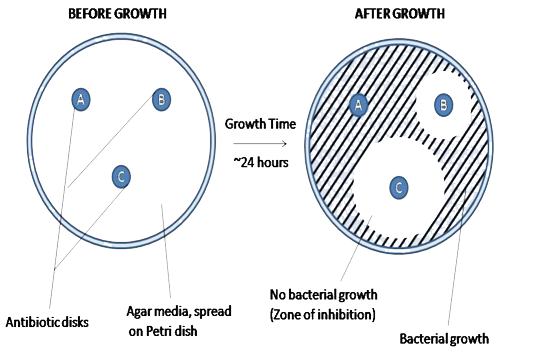 BEFORE GROWTH
AFTER GROWTH
A
B
C
Growth Time
~24 hours
A
B
C
Antibiotic disks
Agar media, spread
on Petri dish
No bacterial growth
(Zone of inhibition)
Bacterial growth